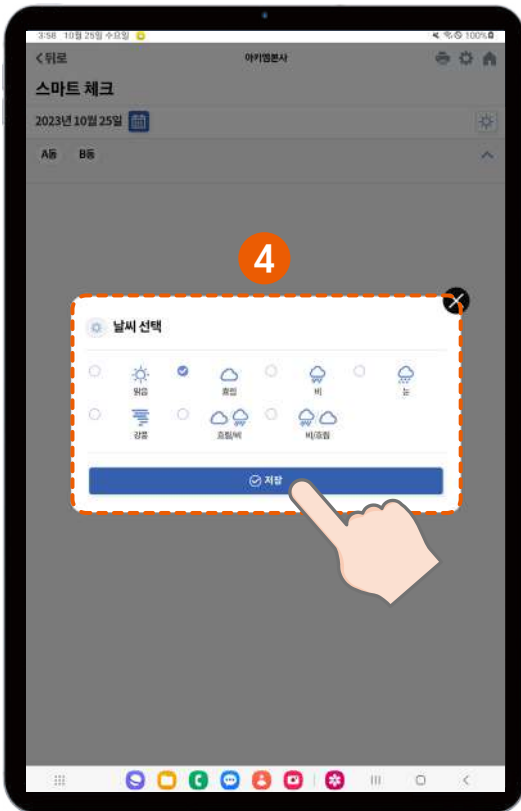 3:58 10월 25일 수요일 100%
뒤로 아키엠본사
스마트 체크
2023년 10월 25일
A동 B동
4
날씨 선택
맑음 흐림 비 눈
강풍 흐림/비 비/흐림
저장